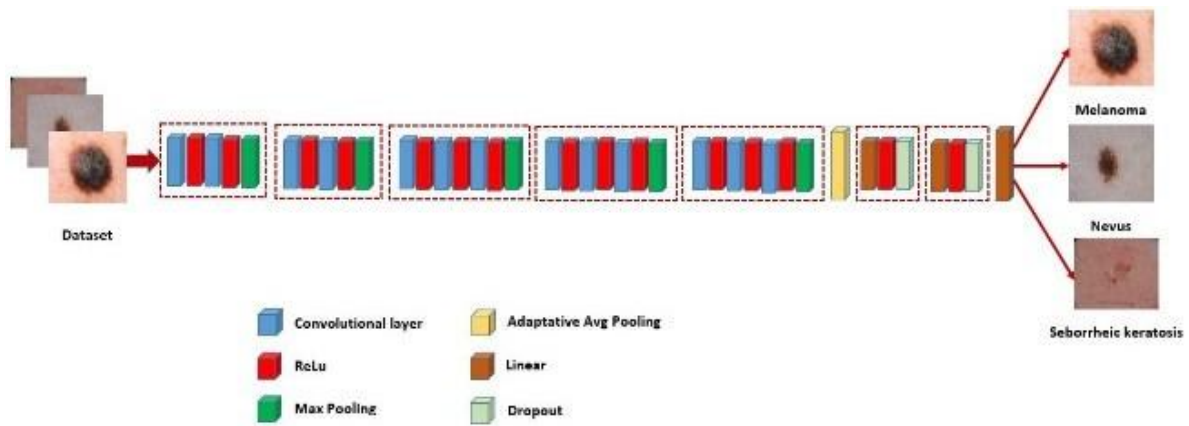 Melanoma
Dataset
Nevus
Seborrheic keratosis
Convolutional layer
Adaptative Avg Pooling
ReLu
Linear
Max Pooling
Dropout